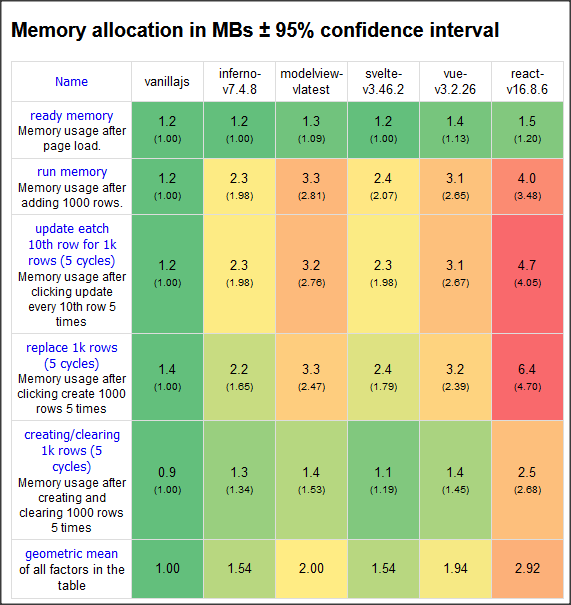 Memory allocation in MBs ± 95% confidence interval
Name vanillajs inferno-v7.4.8 modelview-vlatest svelte-v3.46.2 vue-v3.2.26 react-v16.8.6
ready memory
Memory usage after
page load.
1.2 1.2 1.3 1.2 1.4 1.5
(1.00) (1.00) (1.09) (1.00) (1.13) (1.20)
run memory
Memory usage after
adding 1000 rows.
1.2 2.3 3.3 2.4 3.1 4.0
(1.00) (1.98) (2.81) (2.07) (2.65) (3.48)
update eatch
10th row for 1k
rows (5 cycles)
Memory usage after
clicking update
every 10th row 5
times
1.2 2.3 3.2 2.3 3.1 4.7
(1.00) (1.98) (2.76) (1.98) (2.67) (4.05)
replace 1k rows
(5 cycles)
Memory usage after
clicking create 1000
rows 5 times
1.4 2.2 3.3 2.4 3.2 6.4
(1.00) (1.65) (2.47) (1.79) (2.39) (4.70)
creating/clearing
1k rows (5
cycles)
Memory usage after
creating and
clearing 1000 rows
5 times
0.9 1.3 1.4 1.1 1.4 2.5
(1.00) (1.34) (1.53) (1.19) (1.45) (2.68)
geometric mean
of all factors in the
table
1.00 1.54 2.00 1.54 1.94 2.92